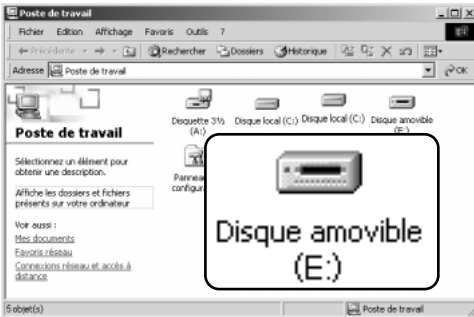 Poste de travail
Fichier Edition Affichage Favoris Outils ?
Précédente Rechercher Dossiers Historique
Adresse Poste de travail OK
Poste de travail
Sélectionnez un élément pour
obtenir une description.
Affiche les dossiers et fichiers
présents sur votre ordinateur
Voir aussi :
Mes documents
Favoris réseau
Connexions réseau et accès à
distance
Disquette 3½
(A:)
Disque local (C:)
Disque local (C:)
Disque amovible
(E:)
Disque amovible
(E:)
5 objet(s) Poste de travail